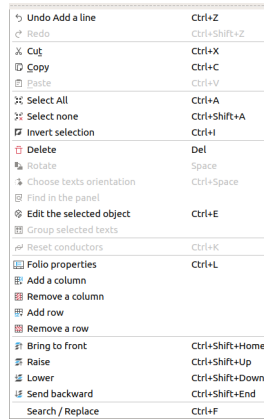 Undo Add a line Ctrl+Z
Redo Ctrl+Shift+Z
Cut Ctrl+X
Copy Ctrl+C
Paste Ctrl+V
Select All Ctrl+A
Select none Ctrl+Shift+A
Invert selection Ctrl+I
Delete Del
Rotate Space
Choose texts orientation Ctrl+Space
Find in the panel
Edit the selected object Ctrl+E
Group selected texts
Reset conductors Ctrl+K
Folio properties Ctrl+L
Add a column
Remove a column
Add row
Remove a row
Bring to front Ctrl+Shift+Home
Raise Ctrl+Shift+Up
Lower Ctrl+Shift+Down
Send backward Ctrl+Shift+End
Search / Replace Ctrl+F